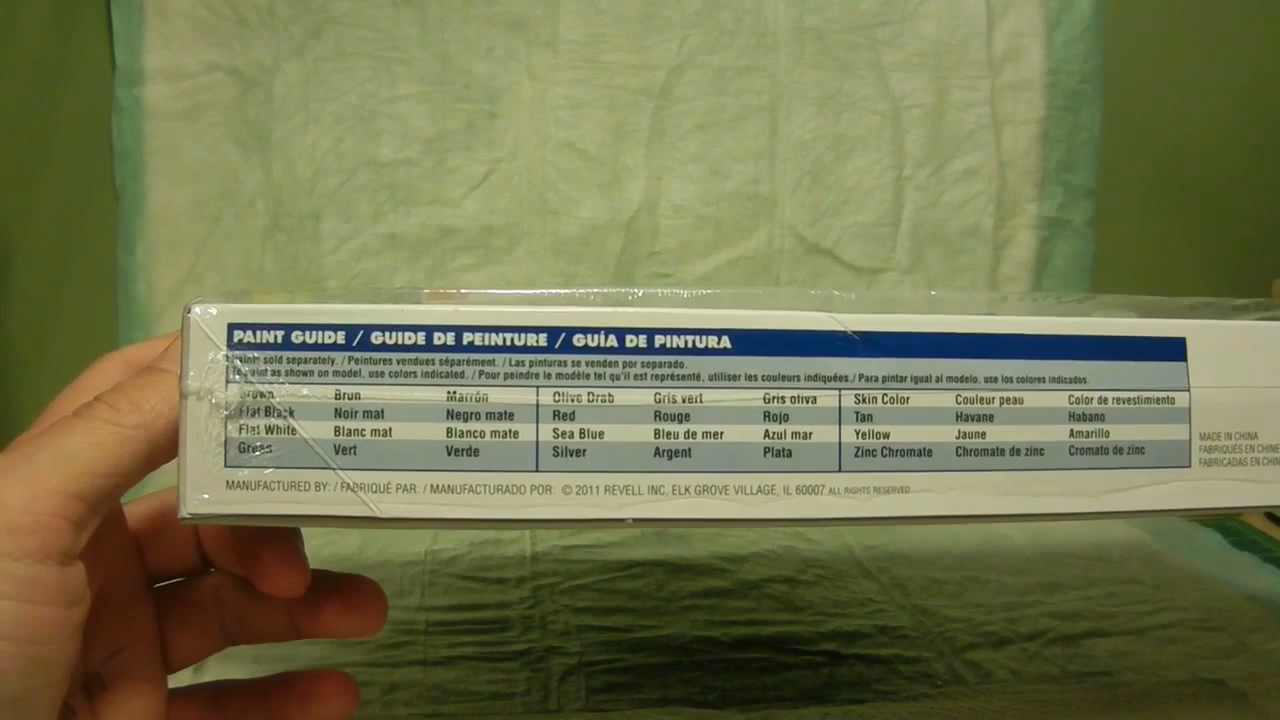 PAINT GUIDE / GUIDE DE PEINTURE / GUÍA DE PINTURA
Paints sold separately. / Peintures vendues séparément. / Las pinturas se venden por separado.
To paint as shown on model, use colors indicated. / Pour peindre le modèle tel qu'il est représenté, utiliser les couleurs indiquées./ Para pintar igual al modelo, use los colores indicados.
Brown Brun Marrón Olive Drab Gris vert Gris oliva Skin Color Couleur peau Color de revestimiento
Flat Black Noir mat Negro mate Red Rouge Rojo Tan Havane Habano
Flat White Blanc mat Blanco mate Sea Blue Bleu de mer Azul mar Yellow Jaune Amarillo
Green Vert Verde Silver Argent Plata Zinc Chromate Chromate de zinc Cromato de zinc
MADE IN CHINA
FABRIQUÉS EN CHINE
FABRICADAS EN CHIN
MANUFACTURED BY: / FABRIQUÉ PAR: / MANUFACTURADO POR: © 2011 REVELL INC, ELK GROVE VILLAGE, IL 60007 ALL RIGHTS RESERVED